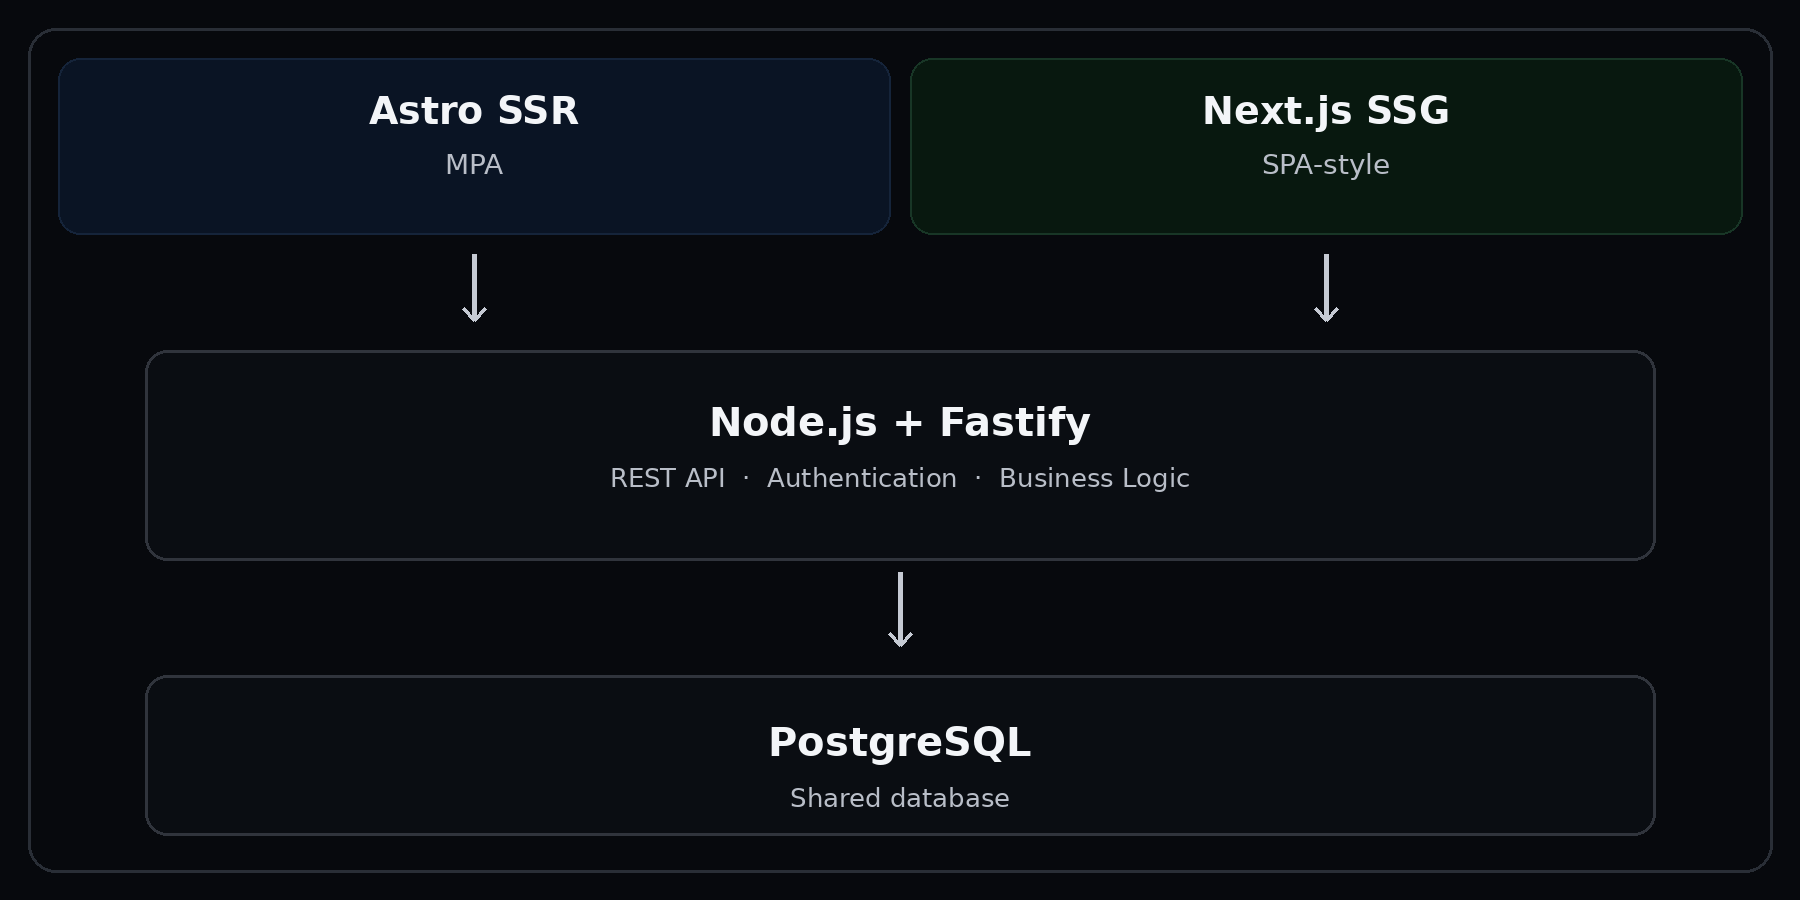 Astro SSR
MPA
Next.js SSG
SPA-style
Node.js + Fastify
REST API · Authentication · Business Logic
PostgreSQL
Shared database